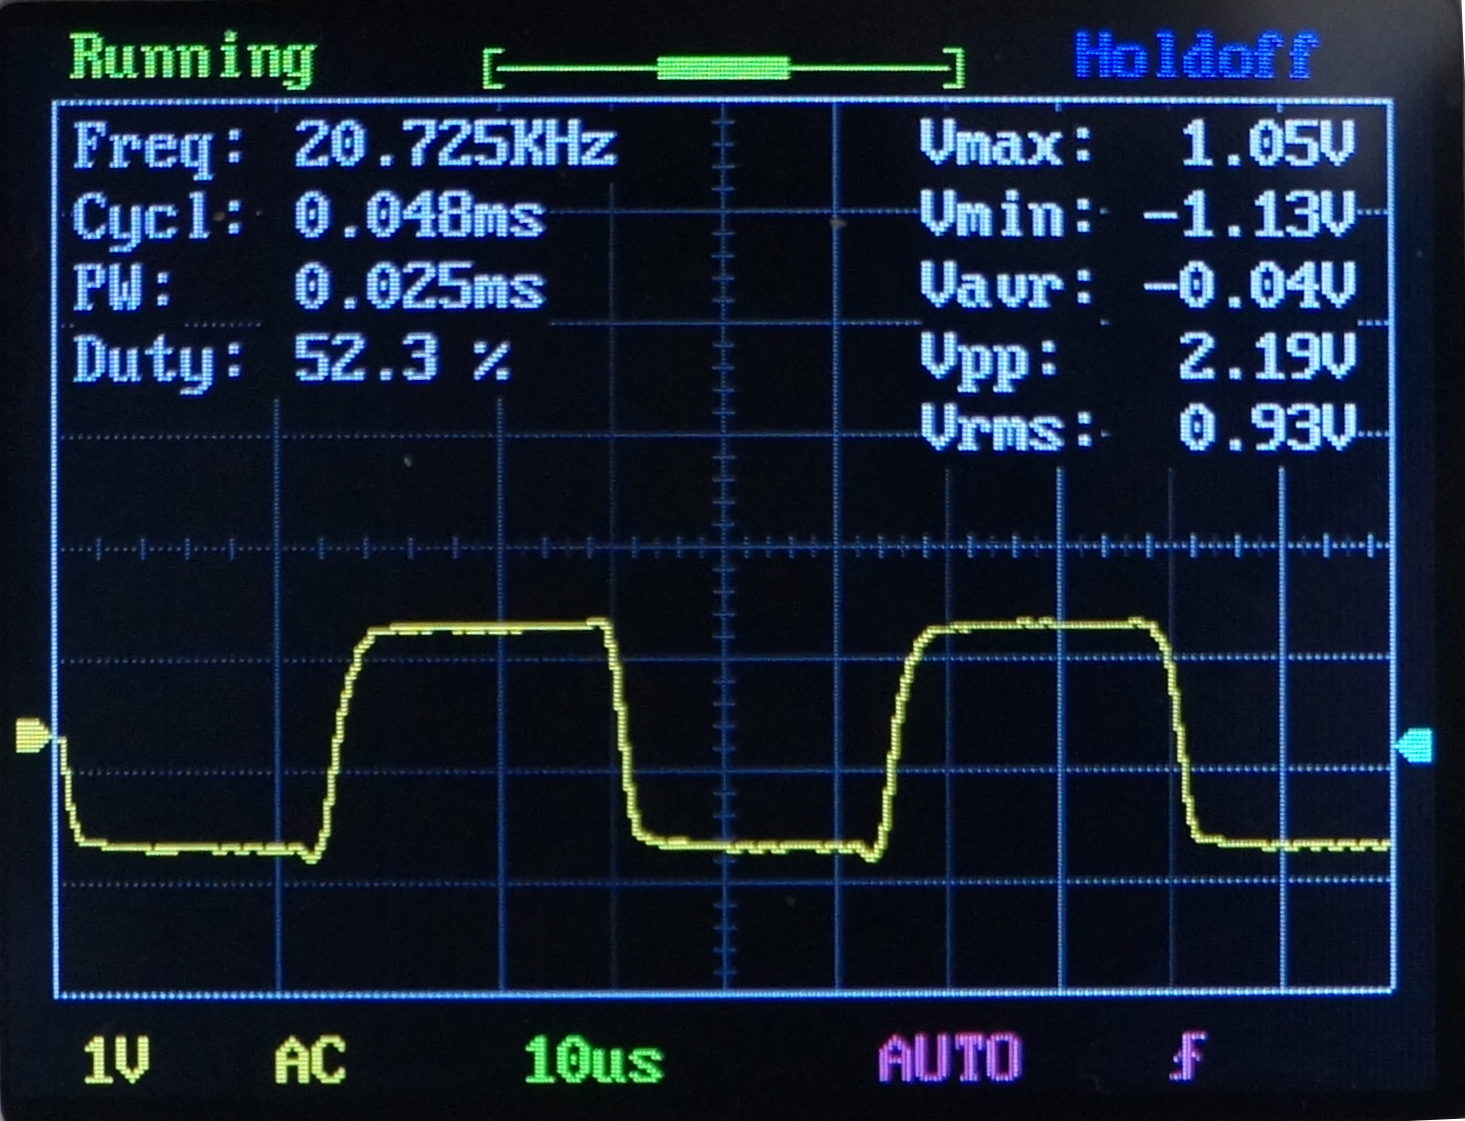 Running Holdoff
Freq: 20.725KHz Vmax: 1.05V
Cycl: 0.048ms Vmin: -1.13V
PW: 0.025ms Vavr: -0.04V
Duty: 52.3 % Vpp: 2.19V
Vrms: 0.93V
1V AC 10us AUTO